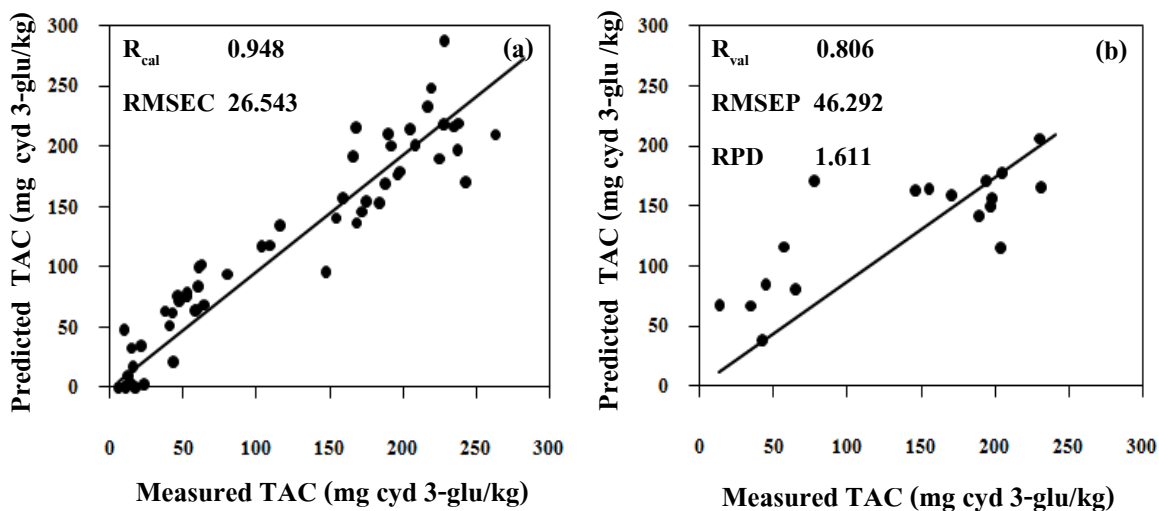 Predicted TAC (mg cyd 3-glu/kg)
300
250
200
150
100
50
0
R_cal 0.948
(a)
RMSEC 26.543
0 50 100 150 200 250 300
Measured TAC (mg cyd 3-glu/kg)
Predicted TAC (mg cyd 3-glu /kg)
300
250
200
150
100
50
0
R_val 0.806
(b)
RMSEP 46.292
RPD 1.611
0 50 100 150 200 250 300
Measured TAC (mg cyd 3-glu/kg)